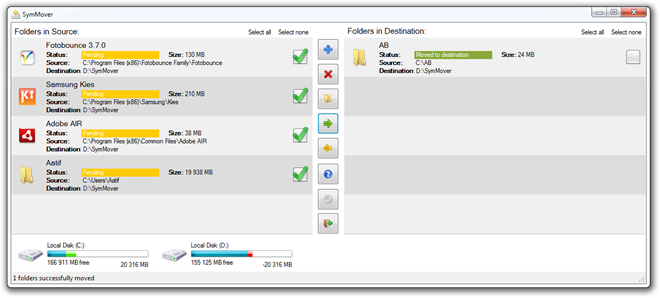 SymMover
Folders in Source:
Select all
Select none
Fotobounce 3.7.0
Status: Pending Size: 130 MB
Source: C:\Program Files (x86)\Fotobounce Family\Fotobounce
Destination: D:\SymMover
Samsung Kies
Status: Pending Size: 210 MB
Source: C:\Program Files (x86)\Samsung\Kies
Destination: D:\SymMover
Adobe AIR
Status: Pending Size: 38 MB
Source: C:\Program Files (x86)\Common Files\Adobe AIR
Destination: D:\SymMover
Aatif
Status: Pending Size: 19 938 MB
Source: C:\Users\Aatif
Destination: D:\SymMover
Folders in Destination:
Select all
Select none
AB
Status: Moved to destination Size: 24 MB
Source: C:\AB
Destination: D:\SymMover
Local Disk (C:)
166 911 MB free 20 316 MB
Local Disk (D:)
155 125 MB free -20 316 MB
1 folders successfully moved